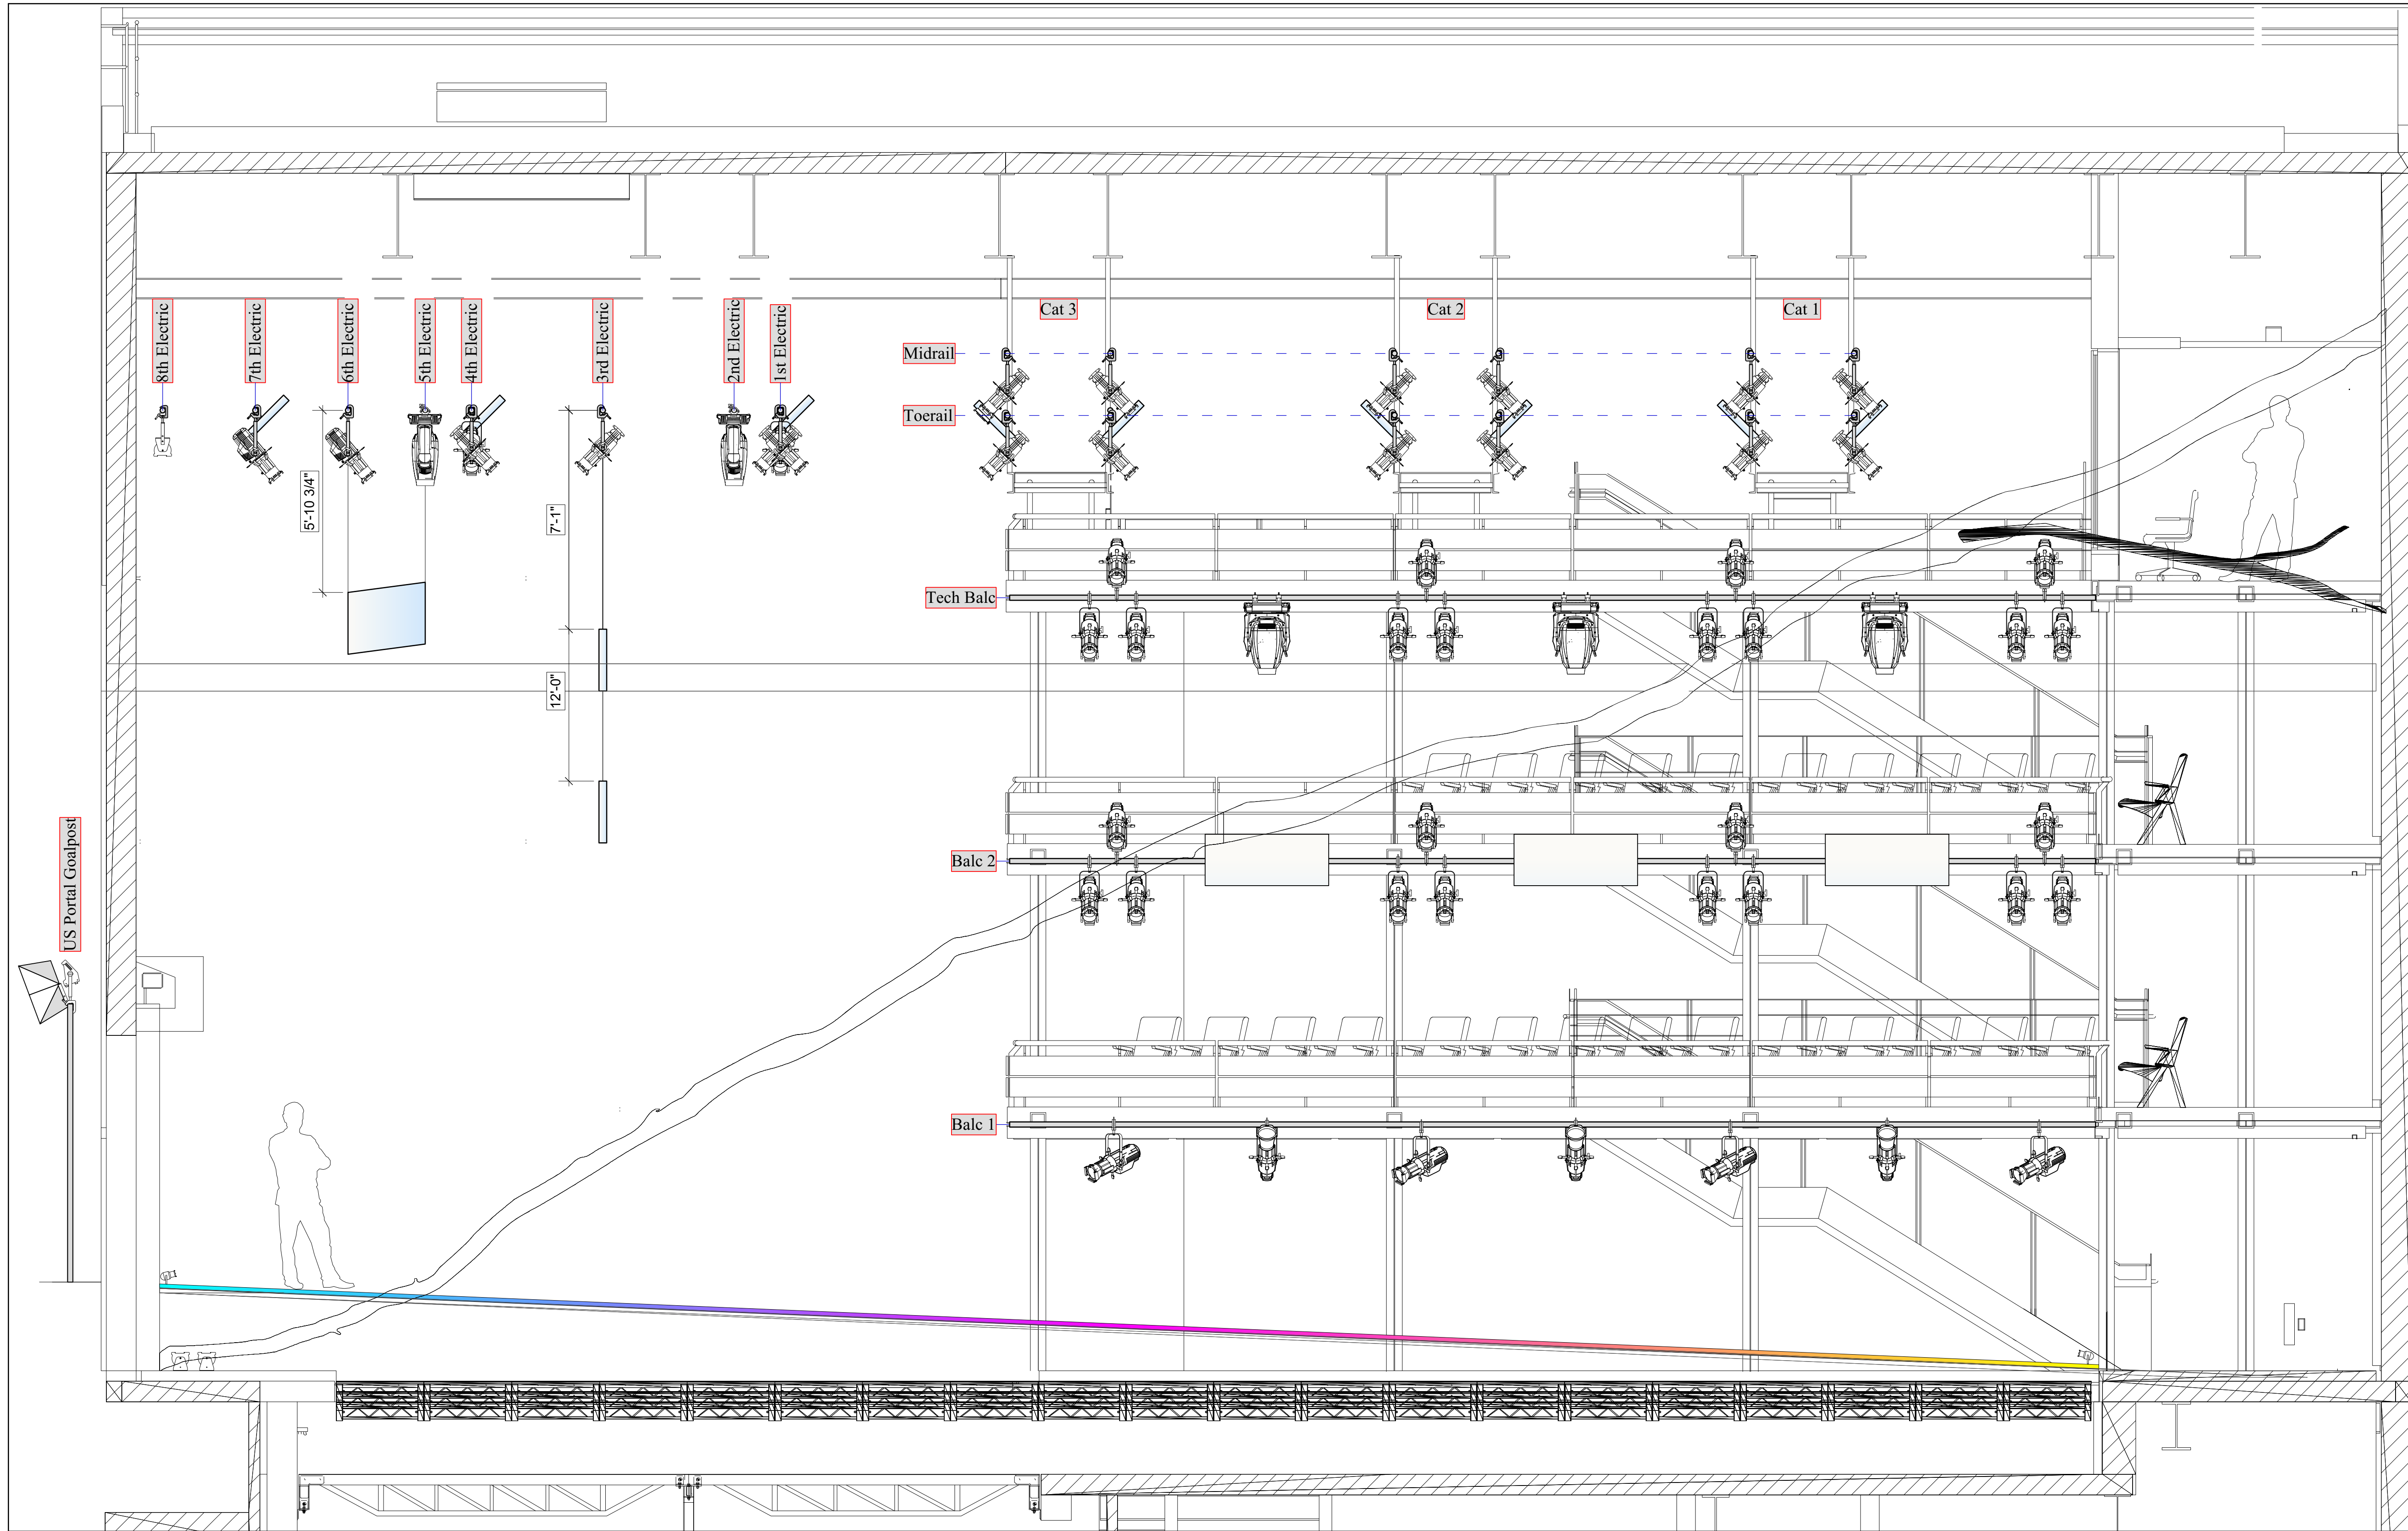 8th Electric
7th Electric
6th Electric
5th Electric
4th Electric
3rd Electric
2nd Electric
1st Electric
Cat 3
Cat 2
Cat 1
Midrail
Toerail
5'-10 3/4"
7'-1"
Tech Balc
12'-0"
US Portal Goalpost
Balc 2
Balc 1